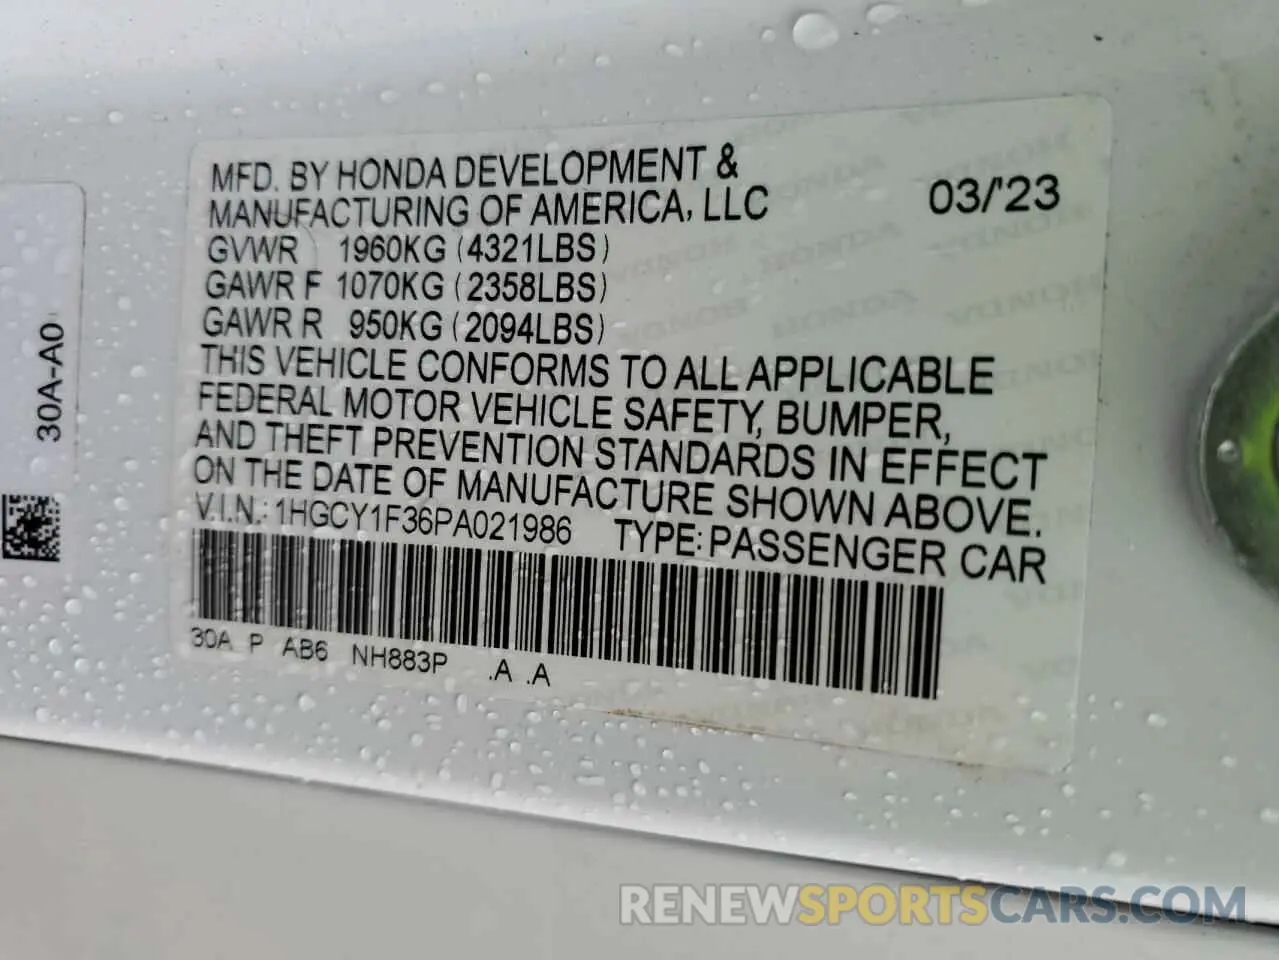 MFD. BY HONDA DEVELOPMENT & 
MANUFACTURING OF AMERICA, LLC 03/'23
GVWR 1960KG (4321LBS)
GAWR F 1070KG (2358LBS)
GAWR R 950KG (2094LBS)
THIS VEHICLE CONFORMS TO ALL APPLICABLE
FEDERAL MOTOR VEHICLE SAFETY, BUMPER,
AND THEFT PREVENTION STANDARDS IN EFFECT
ON THE DATE OF MANUFACTURE SHOWN ABOVE.
V.I.N.: 1HGCY1F36PA021986 TYPE: PASSENGER CAR
30A P AB6 NH883P .A .A
30A-A0
RENEWSPORTSCARS.COM